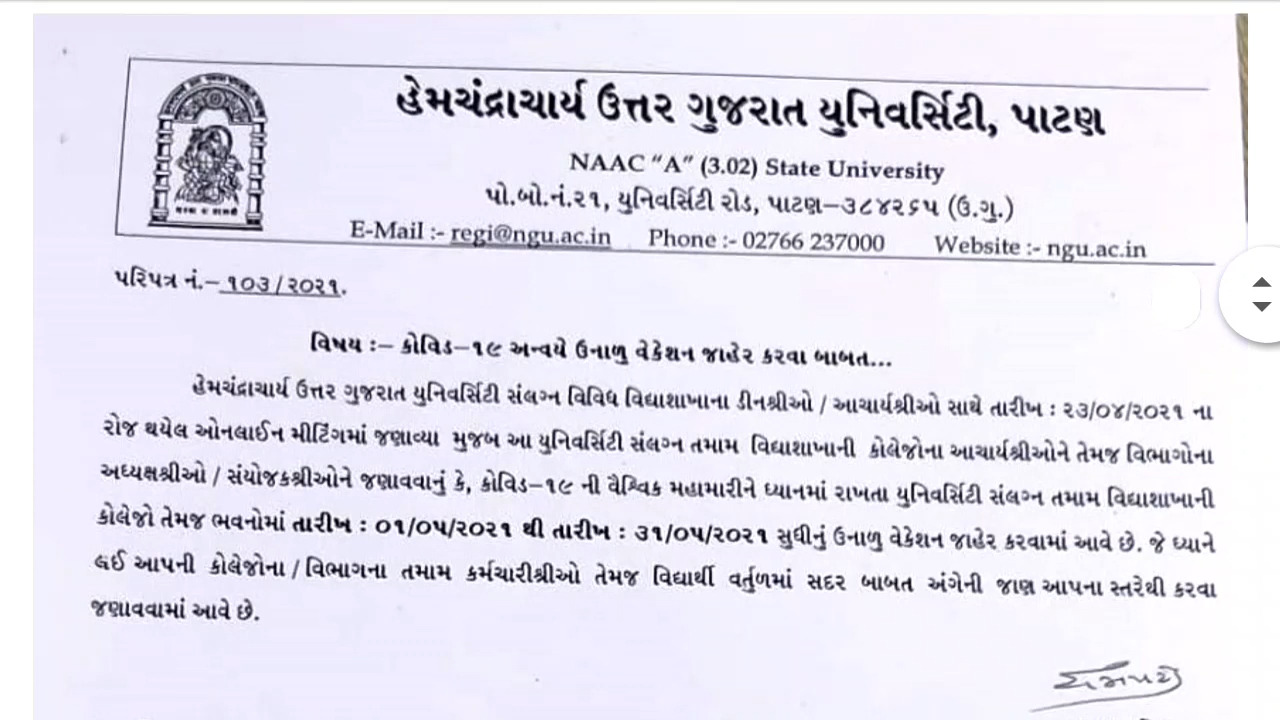 હેમચંદ્રાચાર્ય ઉત્તર ગુજરાત યુનિવર્સિટી, પાટણ
NAAC “A” (3.02) State University
પો.બો.નં.૨૧, યુનિવર્સિટી રોડ, પાટણ–૩૮૪૨૬૫ (ઉ.ગુ.)
E-Mail :- regi@ngu.ac.in Phone :- 02766 237000 Website :- ngu.ac.in
પરિપત્ર નં.– ૧૦૩/૨૦૨૧.
વિષય :– કોવિડ–૧૯ અન્વયે ઉનાળુ વેકેશન જાહેર કરવા બાબત...
હેમચંદ્રાચાર્ય ઉત્તર ગુજરાત યુનિવર્સિટી સંલગ્ન વિવિધ વિદ્યાશાખાના ડીનશ્રીઓ / આચાર્યશ્રીઓ સાથે તારીખ : ૨૩/૦૪/૨૦૨૧ ના
રોજ થયેલ ઓનલાઈન મીટિંગમાં જણાવ્યા મુજબ આ યુનિવર્સિટી સંલગ્ન તમામ વિદ્યાશાખાની કોલેજોના આચાર્યશ્રીઓને તેમજ વિભાગોના
અધ્યક્ષશ્રીઓ / સંયોજકશ્રીઓને જણાવવાનું કે, કોવિડ–૧૯ ની વૈશ્વિક મહામારીને ધ્યાનમાં રાખતા યુનિવર્સિટી સંલગ્ન તમામ વિદ્યાશાખાની
કોલેજો તેમજ ભવનોમાં તારીખ : ૦૧/૦૫/૨૦૨૧ થી તારીખ : ૩૧/૦૫/૨૦૨૧ સુધીનું ઉનાળુ વેકેશન જાહેર કરવામાં આવે છે. જે ધ્યાને
લઈ આપની કોલેજોના / વિભાગના તમામ કર્મચારીશ્રીઓ તેમજ વિદ્યાર્થી વર્તુળમાં સદર બાબત અંગેની જાણ આપના સ્તરેથી કરવા
જણાવવામાં આવે છે.